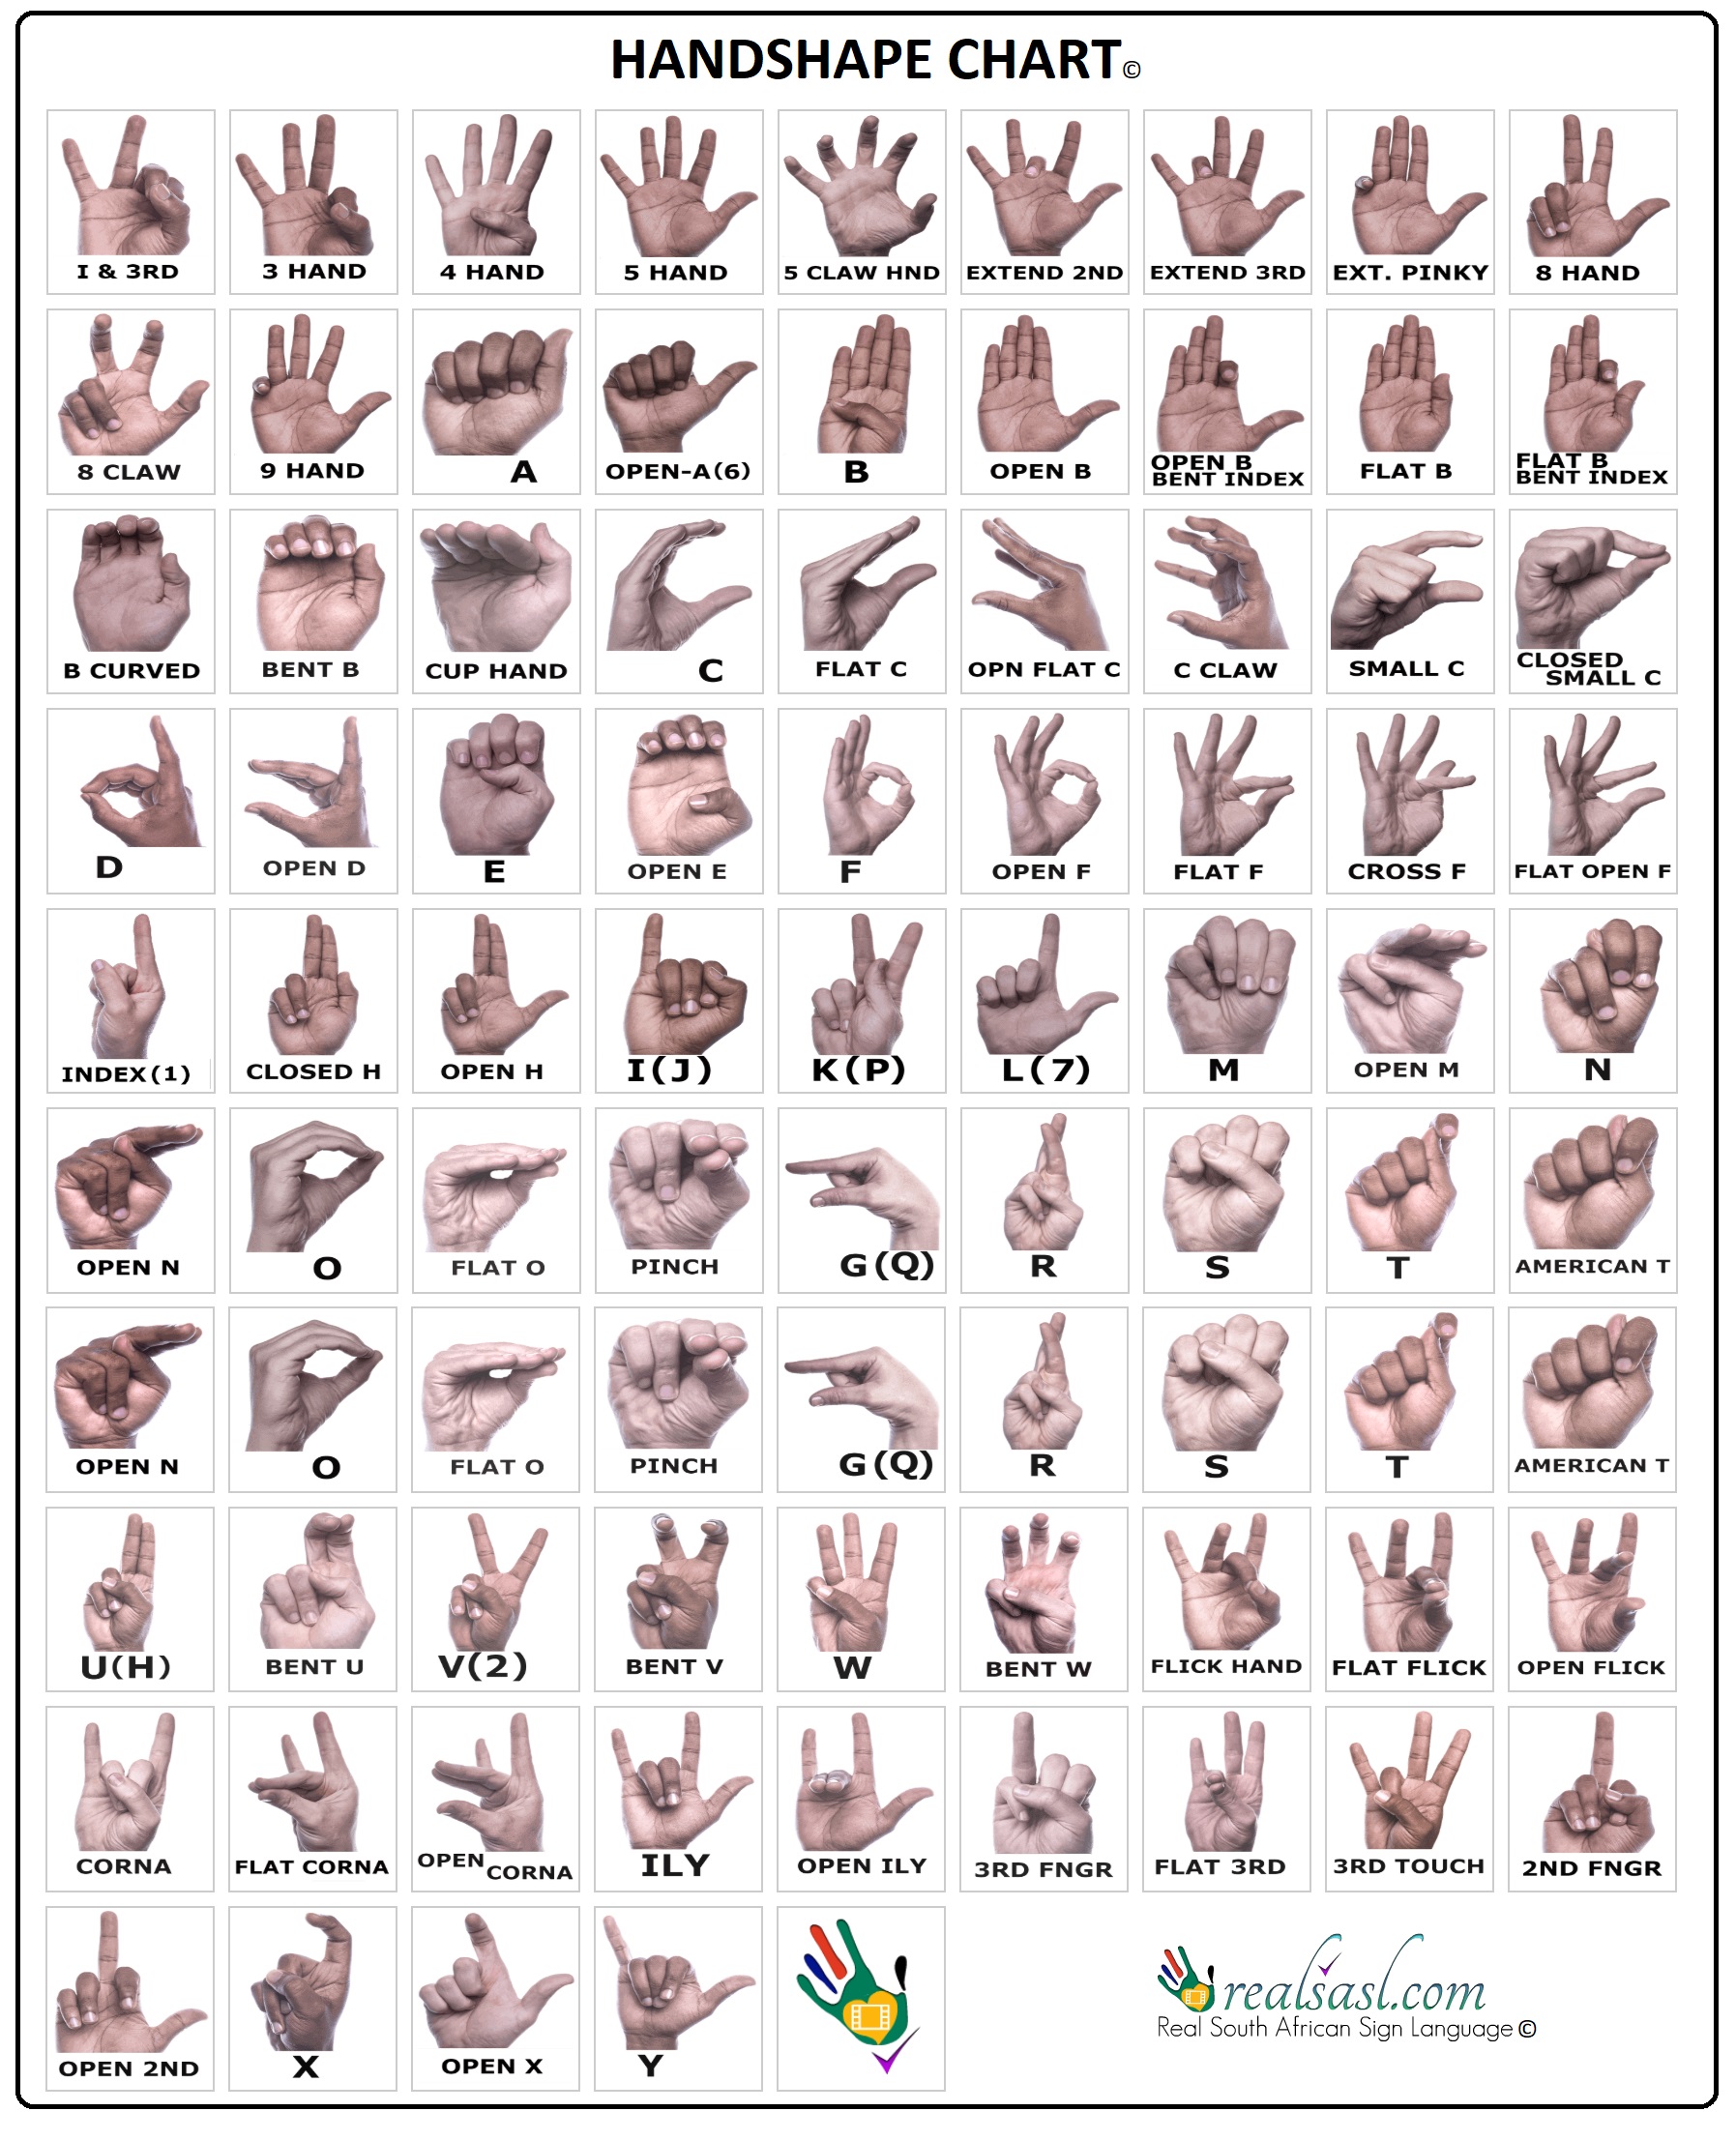 HANDSHAPE CHART©
I & 3RD
3 HAND
4 HAND
5 HAND
5 CLAW HND
EXTEND 2ND
EXTEND 3RD
EXT. PINKY
8 HAND
8 CLAW
9 HAND
A
OPEN-A(6)
B
OPEN B
OPEN B
BENT INDEX
FLAT B
FLAT B
BENT INDEX
B CURVED
BENT B
CUP HAND
C
FLAT C
OPN FLAT C
C CLAW
SMALL C
CLOSED
SMALL C
D
OPEN D
E
OPEN E
F
OPEN F
FLAT F
CROSS F
FLAT OPEN F
INDEX(1)
CLOSED H
OPEN H
I(J)
K(P)
L(7)
M
OPEN M
N
OPEN N
O
FLAT O
PINCH
G(Q)
R
S
T
AMERICAN T
OPEN N
O
FLAT O
PINCH
G(Q)
R
S
T
AMERICAN T
U(H)
BENT U
V(2)
BENT V
W
BENT W
FLICK HAND
FLAT FLICK
OPEN FLICK
CORNA
FLAT CORNA
OPEN
CORNA
ILY
OPEN ILY
3RD FNGR
FLAT 3RD
3RD TOUCH
2ND FNGR
OPEN 2ND
X
OPEN X
Y
realsasl.com
Real South African Sign Language ©